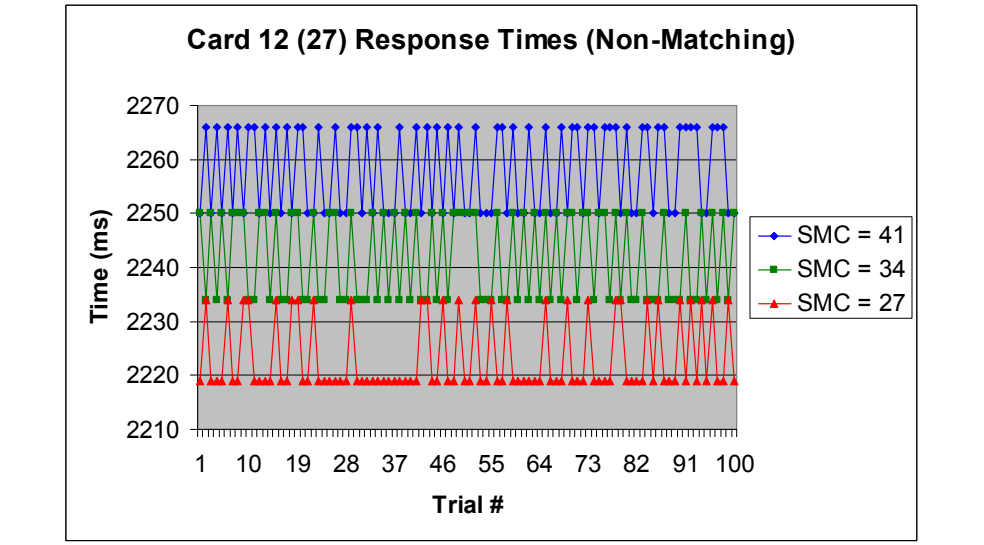 Card 12 (27) Response Times (Non-Matching)
2270
2260
2250
2240
2230
2220
2210
Time (ms)
1 10 19 28 37 46 55 64 73 82 91 100
Trial #
SMC = 41
SMC = 34
SMC = 27